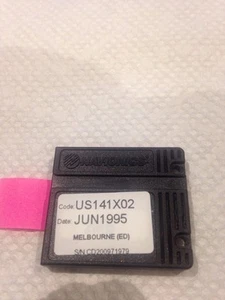 Code: US141X02
Date: JUN1995
MELBOURNE (ED)
S/N CD200971979